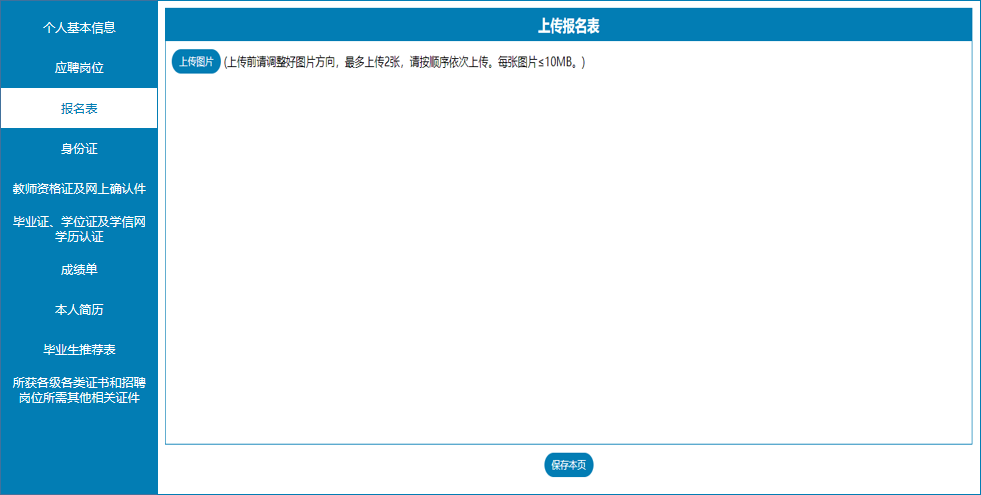 个人基本信息
应聘岗位
报名表
身份证
教师资格证及网上确认件
毕业证、学位证及学信网
学历认证
成绩单
本人简历
毕业生推荐表
所获各级各类证书和招聘
岗位所需其他相关证件
上传报名表
上传图片 (上传前请调整好图片方向，最多上传2张，请按顺序依次上传。每张图片≤10MB。)
保存本页